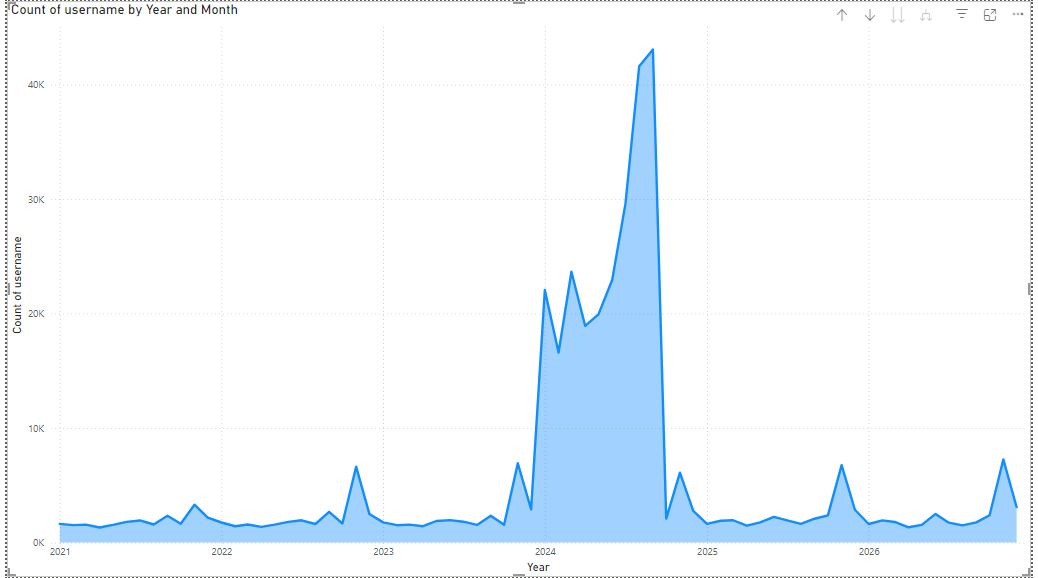 Count of username by Year and Month
Count of username
40K
30K
20K
10K
0K
2021 2022 2023 2024 2025 2026
Year